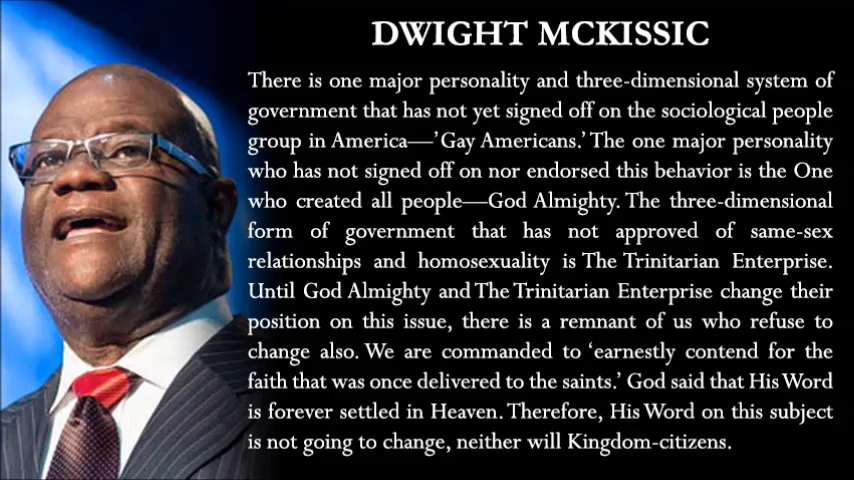 DWIGHT MCKISSIC
There is one major personality and three-dimensional system of
government that has not yet signed off on the sociological people
group in America—’Gay Americans.’ The one major personality
who has not signed off on nor endorsed this behavior is the One
who created all people—God Almighty. The three-dimensional
form of government that has not approved of same-sex
relationships and homosexuality is The Trinitarian Enterprise.
Until God Almighty and The Trinitarian Enterprise change their
position on this issue, there is a remnant of us who refuse to
change also. We are commanded to ‘earnestly contend for the
faith that was once delivered to the saints.’ God said that His Word
is forever settled in Heaven. Therefore, His Word on this subject
is not going to change, neither will Kingdom-citizens.